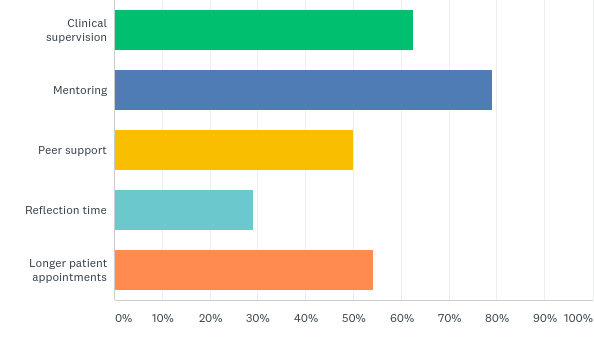 Clinical
supervision
Mentoring
Peer support
Reflection time
Longer patient
appointments
0% 10% 20% 30% 40% 50% 60% 70% 80% 90% 100%